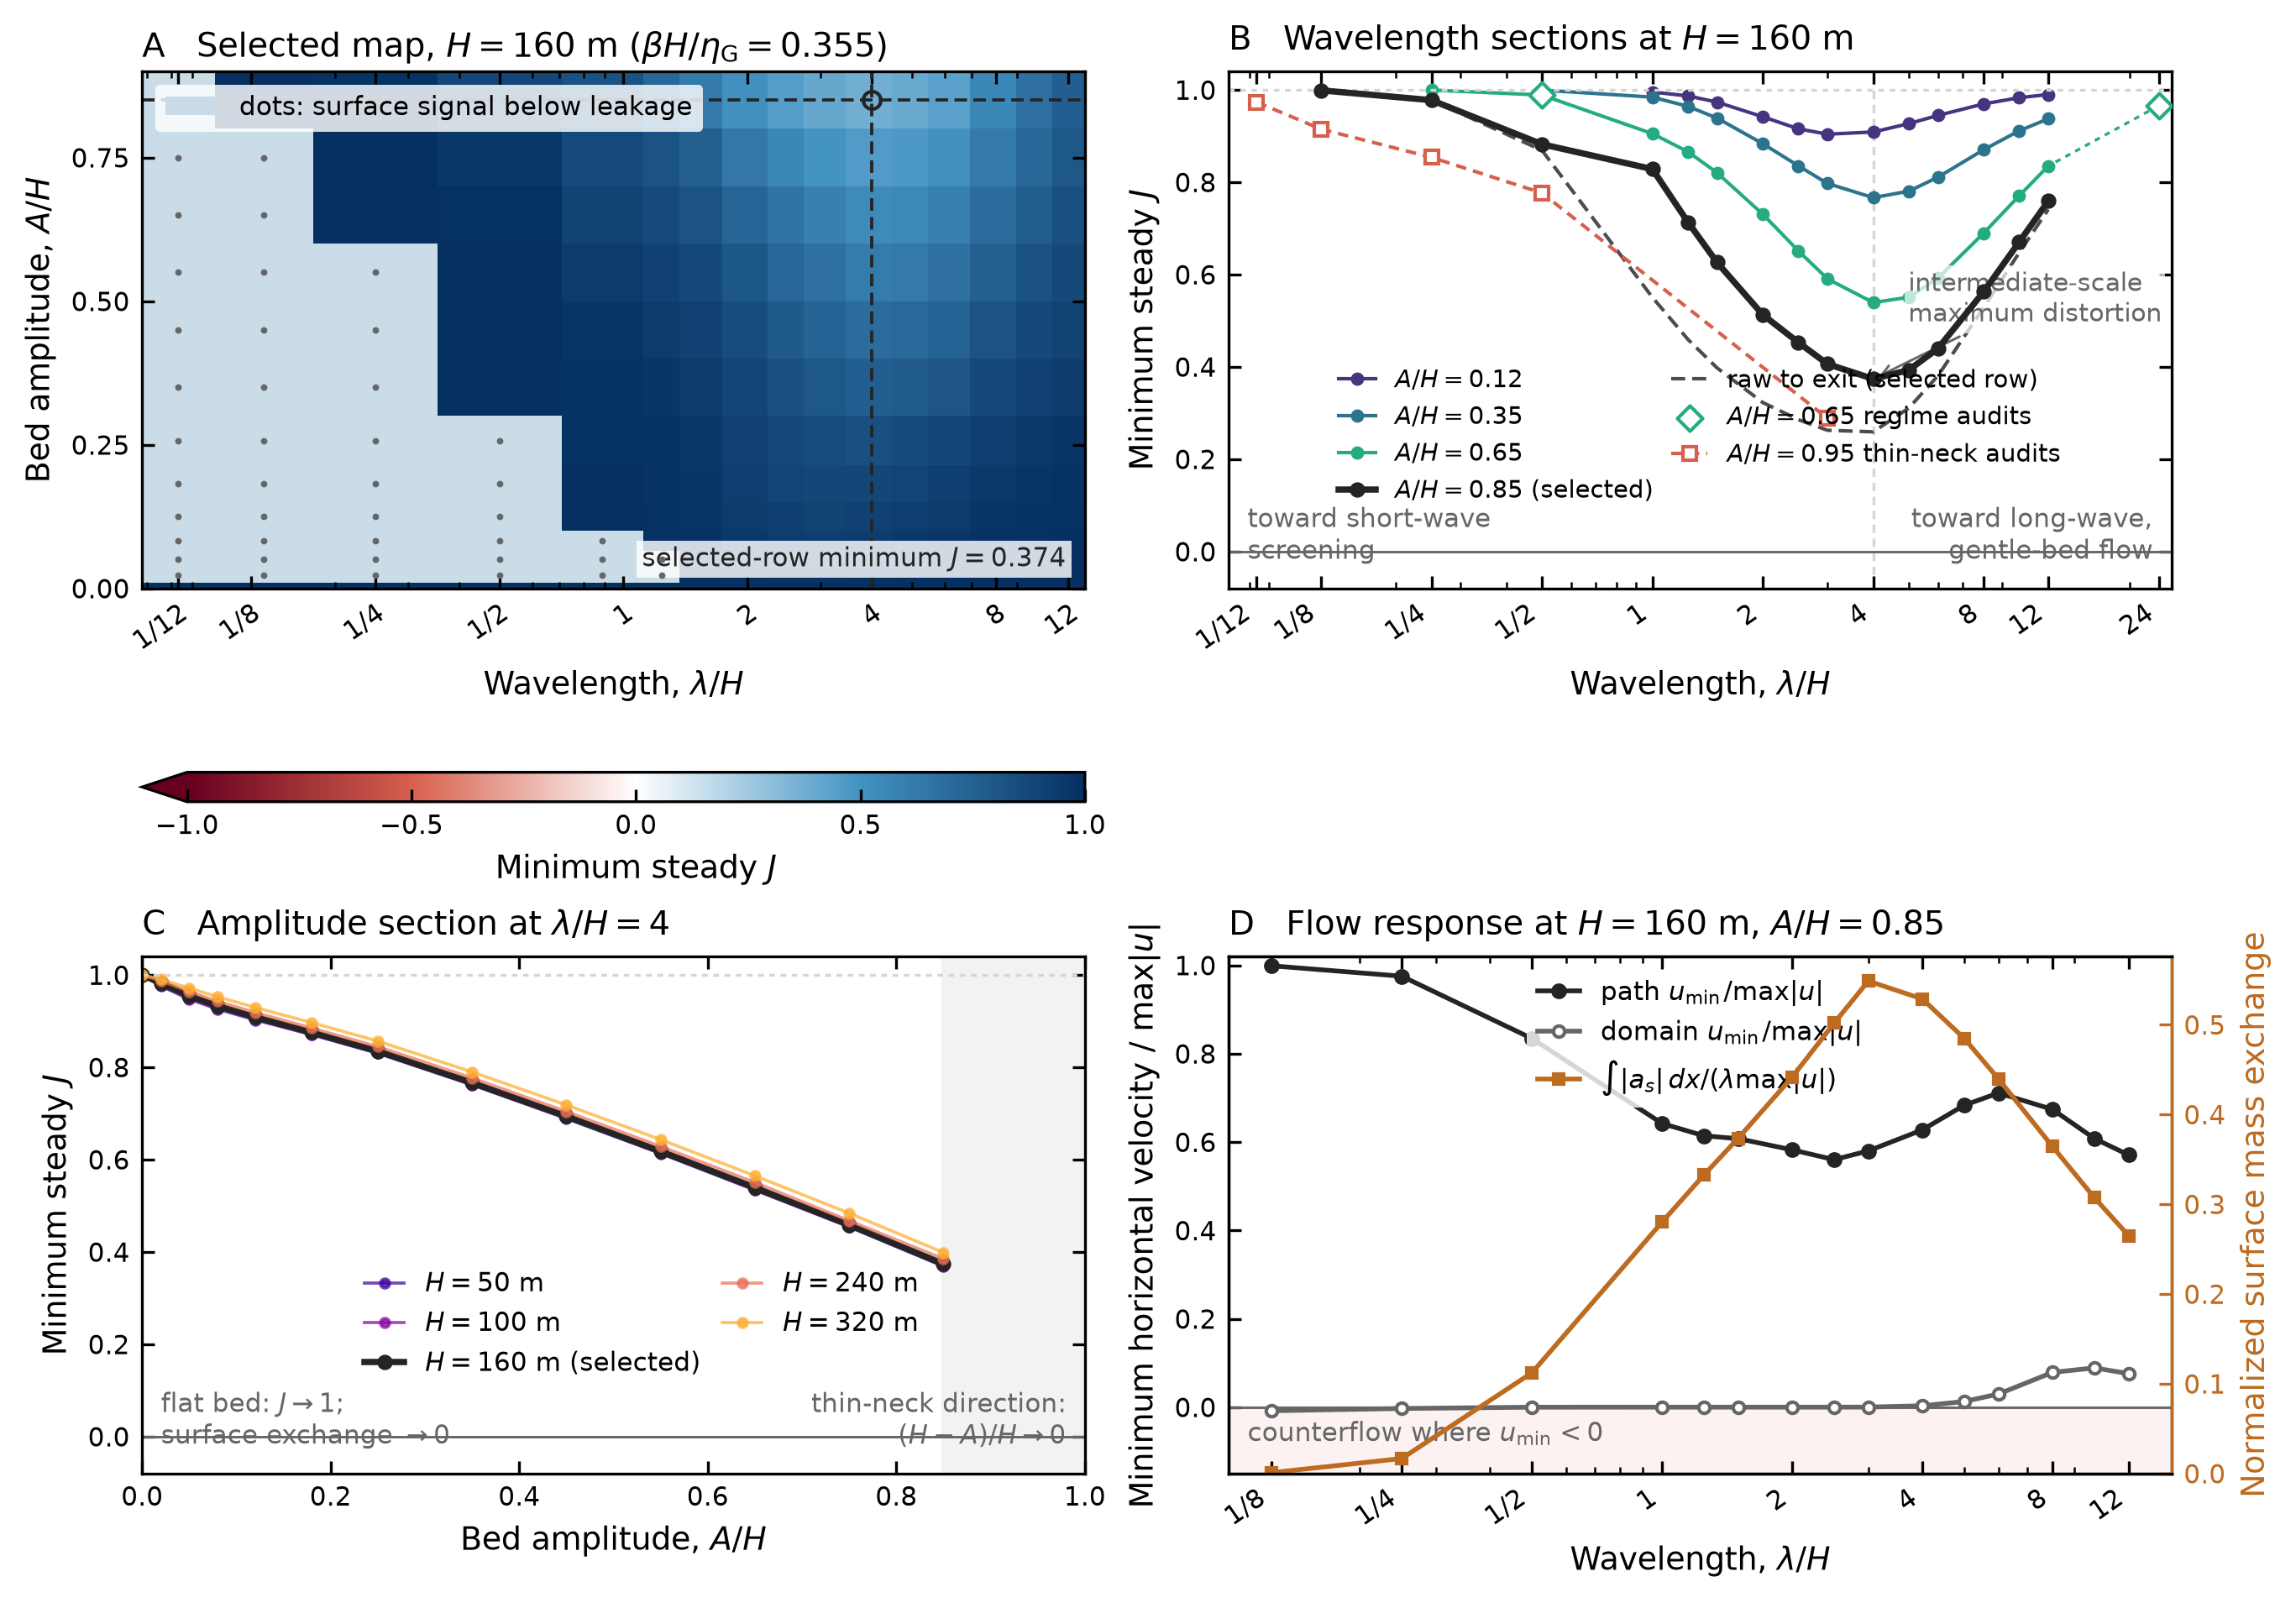 A Selected map, H = 160 m (βH/η_G = 0.355)
dots: surface signal below leakage
selected-row minimum J = 0.374
0.75
0.50
0.25
0.00
Bed amplitude, A/H
1/12 1/8 1/4 1/2 1 2 4 8 12
Wavelength, λ/H
−1.0 −0.5 0.0 0.5 1.0
Minimum steady J
B Wavelength sections at H = 160 m
1.0
0.8
0.6
0.4
0.2
0.0
Minimum steady J
intermediate-scale
maximum distortion
A/H = 0.12
A/H = 0.35
A/H = 0.65
A/H = 0.85 (selected)
raw to exit (selected row)
A/H = 0.65 regime audits
A/H = 0.95 thin-neck audits
toward short-wave
screening
toward long-wave,
gentle-bed flow
1/12 1/8 1/4 1/2 1 2 4 8 12 24
Wavelength, λ/H
C Amplitude section at λ/H = 4
1.0
0.8
0.6
0.4
0.2
0.0
Minimum steady J
H = 50 m
H = 100 m
H = 160 m (selected)
H = 240 m
H = 320 m
flat bed: J → 1;
surface exchange → 0
thin-neck direction:
(H − A)/H → 0
0.0 0.2 0.4 0.6 0.8 1.0
Bed amplitude, A/H
D Flow response at H = 160 m, A/H = 0.85
1.0
0.8
0.6
0.4
0.2
0.0
Minimum horizontal velocity / max|u|
path u_min/max|u|
domain u_min/max|u|
∫|a_s| dx/(λmax|u|)
counterflow where u_min < 0
0.5
0.4
0.3
0.2
0.1
0.0
Normalized surface mass exchange
1/8 1/4 1/2 1 2 4 8 12
Wavelength, λ/H